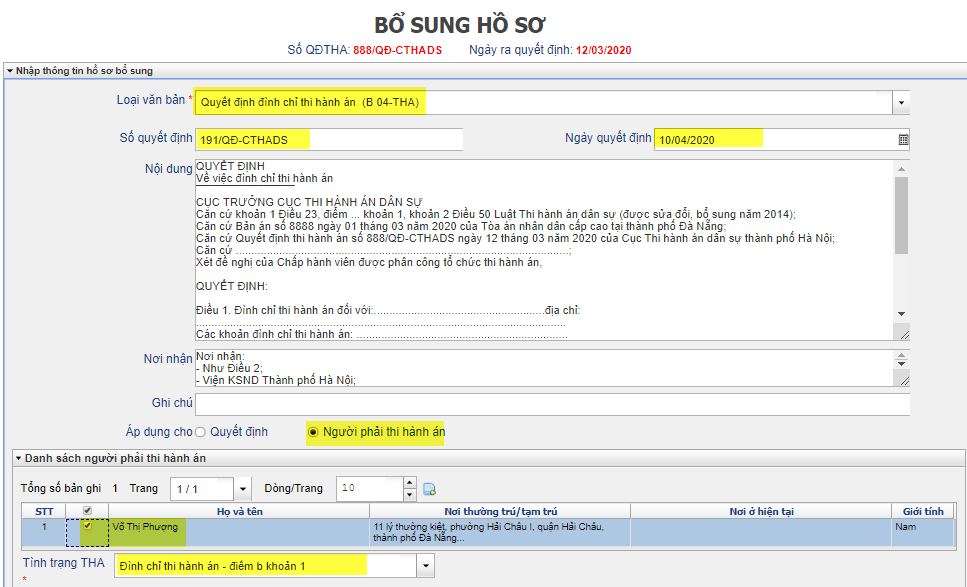 BỔ SUNG HỒ SƠ
Số QĐTHA: 888/QĐ-CTHADS Ngày ra quyết định: 12/03/2020
Nhập thông tin hồ sơ bổ sung
Loại văn bản * Quyết định đình chỉ thi hành án (B 04-THA)
Số quyết định 191/QĐ-CTHADS Ngày quyết định 10/04/2020
Nội dung QUYẾT ĐỊNH
Về việc đình chỉ thi hành án
CỤC TRƯỞNG CỤC THI HÀNH ÁN DÂN SỰ
Căn cứ khoản 1 Điều 23, điểm ... khoản 1, khoản 2 Điều 50 Luật Thi hành án dân sự (được sửa đổi, bổ sung năm 2014);
Căn cứ Bản án số 8888 ngày 01 tháng 03 năm 2020 của Tòa án nhân dân cấp cao tại thành phố Đà Nẵng;
Căn cứ Quyết định thi hành án số 888/QĐ-CTHADS ngày 12 tháng 03 năm 2020 của Cục Thi hành án dân sự thành phố Hà Nội;
Căn cứ ..........................................................................................................;
Xét đề nghị của Chấp hành viên được phân công tổ chức thi hành án,
QUYẾT ĐỊNH:
Điều 1. Đình chỉ thi hành án đối với:......................................................địa chỉ:
....................................................................................................................
Các khoản đình chỉ thi hành án: ...................................................................
Nơi nhận Nơi nhận:
- Như Điều 2;
- Viện KSND Thành phố Hà Nội;
Ghi chú
Áp dụng cho Quyết định Người phải thi hành án
Danh sách người phải thi hành án
Tổng số bản ghi 1 Trang 1 / 1 Dòng/Trang 10
STT Họ và tên Nơi thường trú/tạm trú Nơi ở hiện tại Giới tính
1 Võ Thị Phượng 11 lý thường kiệt, phường Hải Châu I, quận Hải Châu, Nam
thành phố Đà Nẵng...
Tình trạng THA Đình chỉ thi hành án - điểm b khoản 1
*